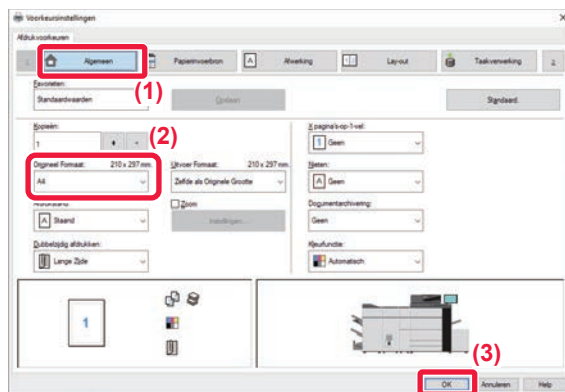 Voorkeursinstellingen
Afdrukvoorkeuren
Algemeen Papierinvoerbron Afwerking Lay-out Taakverwerking
(1)
Favorieten:
Standaardwaarden Opslaan Standaard.
Kopieën: X pagina's-op-1-vel:
1 (2) Geen
Origineel Formaat: 210 x 297 mm. Uitvoer Formaat: 210 x 297 mm. Nieten:
A4 Zelfde als Originele Grootte Geen
Zoom Documentarchivering:
Staand Instellingen... Geen
Dubbelzijdig afdrukken: Kleurfunctie:
Lange Zijde Automatisch
1
(3)
OK Annuleren Help